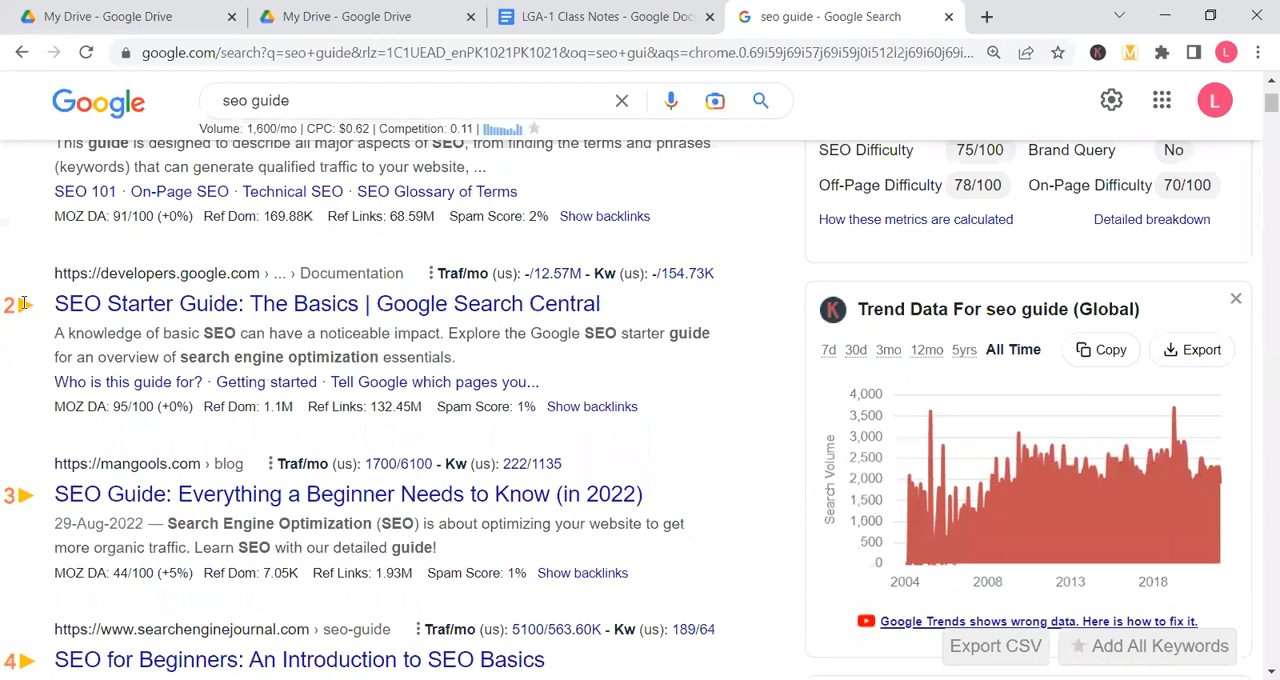 My Drive - Google Drive
My Drive - Google Drive
LGA-1 Class Notes - Google Doc
seo guide - Google Search
google.com/search?q=seo+guide&rlz=1C1UEAD_enPK1021PK1021&oq=seo+gui&aqs=chrome.0.69i59j69i57j69i59j0i512l2j69i60j69i...
K
M
L
Google
seo guide
L
Volume: 1,600/mo | CPC: $0.62 | Competition: 0.11 |
This guide is designed to describe all major aspects of SEO, from finding the terms and phrases
(keywords) that can generate qualified traffic to your website, ...
SEO 101 · On-Page SEO · Technical SEO · SEO Glossary of Terms
MOZ DA: 91/100 (+0%) Ref Dom: 169.88K Ref Links: 68.59M Spam Score: 2% Show backlinks
https://developers.google.com › ... › Documentation Traf/mo (us): -/12.57M - Kw (us): -/154.73K
2 SEO Starter Guide: The Basics | Google Search Central
A knowledge of basic SEO can have a noticeable impact. Explore the Google SEO starter guide
for an overview of search engine optimization essentials.
Who is this guide for? · Getting started · Tell Google which pages you...
MOZ DA: 95/100 (+0%) Ref Dom: 1.1M Ref Links: 132.45M Spam Score: 1% Show backlinks
https://mangools.com › blog Traf/mo (us): 1700/6100 - Kw (us): 222/1135
3 SEO Guide: Everything a Beginner Needs to Know (in 2022)
29-Aug-2022 — Search Engine Optimization (SEO) is about optimizing your website to get
more organic traffic. Learn SEO with our detailed guide!
MOZ DA: 44/100 (+5%) Ref Dom: 7.05K Ref Links: 1.93M Spam Score: 1% Show backlinks
https://www.searchenginejournal.com › seo-guide Traf/mo (us): 5100/563.60K - Kw (us): 189/64
4 SEO for Beginners: An Introduction to SEO Basics
SEO Difficulty 75/100 Brand Query No
Off-Page Difficulty 78/100 On-Page Difficulty 70/100
How these metrics are calculated Detailed breakdown
K Trend Data For seo guide (Global)
7d 30d 3mo 12mo 5yrs All Time Copy Export
4,000
3,500
3,000
2,500
2,000
1,500
1,000
500
0
Search Volume
2004 2008 2013 2018
Google Trends shows wrong data. Here is how to fix it.
Export CSV Add All Keywords